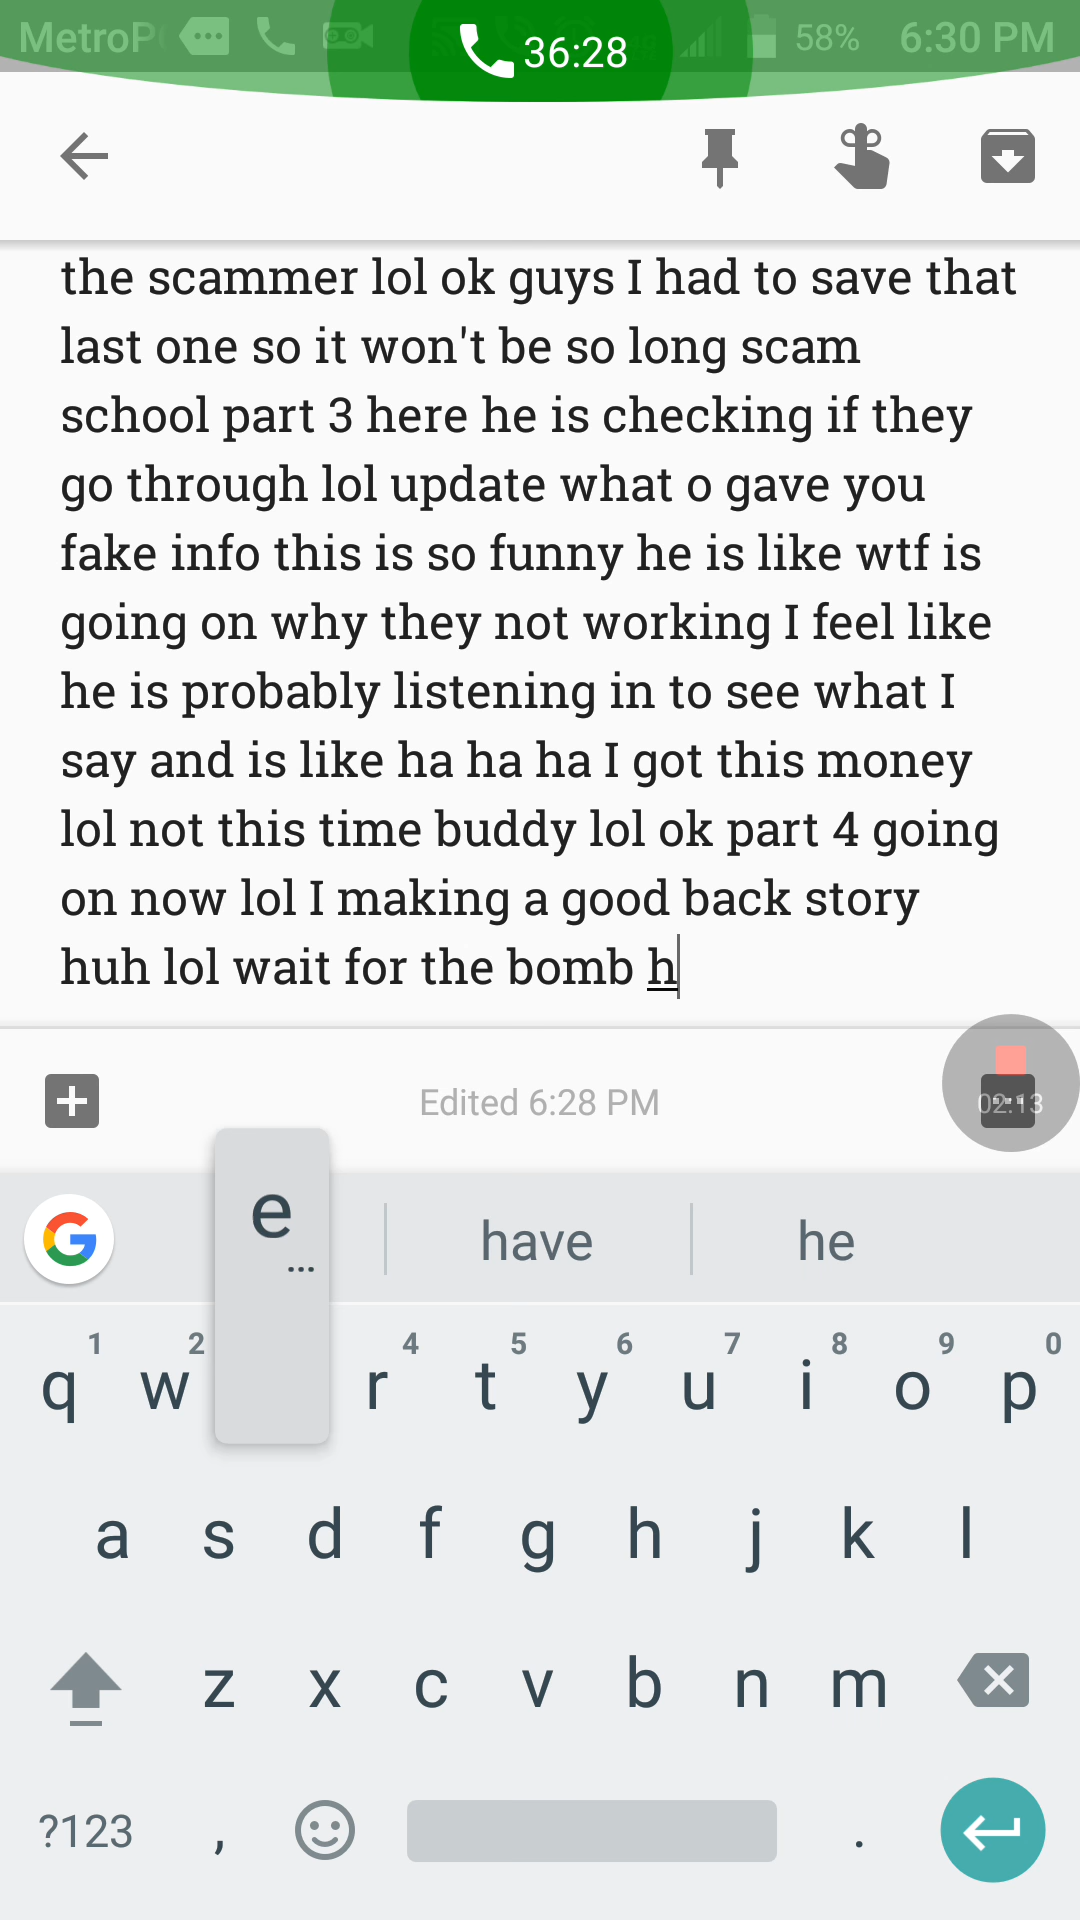 MetroP
36:28
58%
6:30 PM
the scammer lol ok guys I had to save that
last one so it won't be so long scam
school part 3 here he is checking if they
go through lol update what o gave you
fake info this is so funny he is like wtf is
going on why they not working I feel like
he is probably listening in to see what I
say and is like ha ha ha I got this money
lol not this time buddy lol ok part 4 going
on now lol I making a good back story
huh lol wait for the bomb h
Edited 6:28 PM
02:13
e
...
have
he
1 2 4 5 6 7 8 9 0
q w r t y u i o p
a s d f g h j k l
z x c v b n m
?123 , .